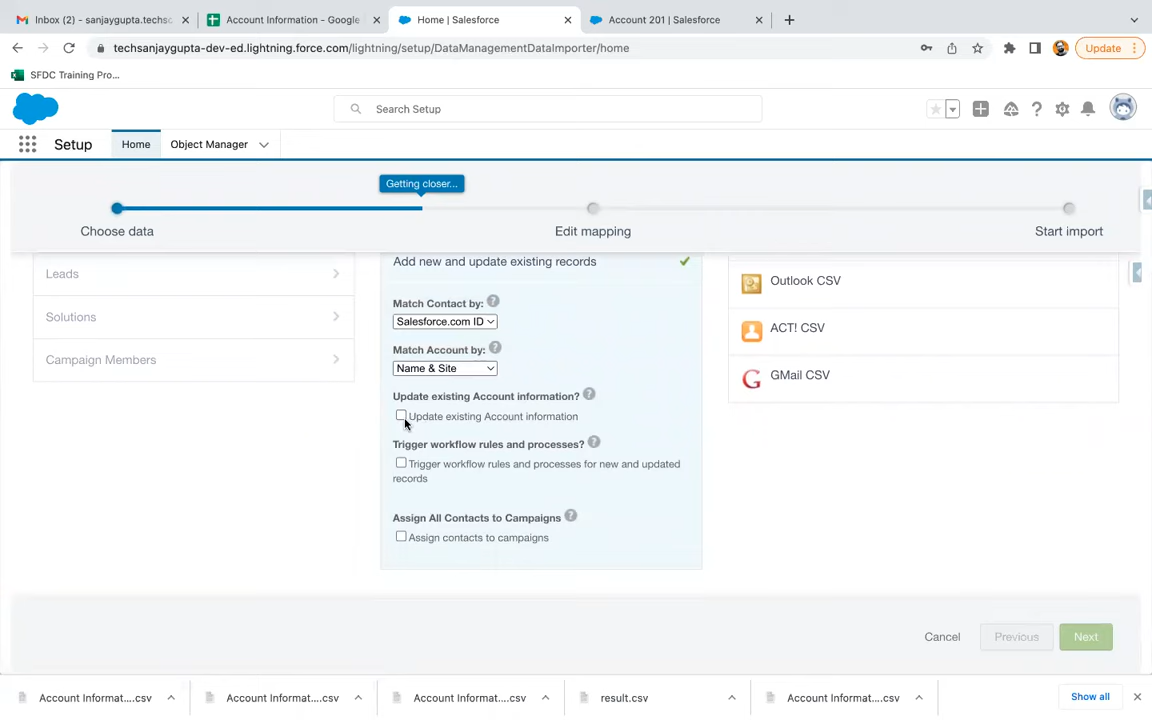 Inbox (2) - sanjaygupta.techsc
Account Information - Google
Home | Salesforce
Account 201 | Salesforce
techsanjaygupta-dev-ed.lightning.force.com/lightning/setup/DataManagementDataImporter/home
Update
SFDC Training Pro...
Search Setup
Setup
Home
Object Manager
Getting closer...
Choose data
Edit mapping
Start import
Leads
Solutions
Campaign Members
Add new and update existing records
Match Contact by: ?
Salesforce.com ID
Match Account by: ?
Name & Site
Update existing Account information? ?
Update existing Account information
Trigger workflow rules and processes? ?
Trigger workflow rules and processes for new and updated
records
Assign All Contacts to Campaigns ?
Assign contacts to campaigns
Outlook CSV
ACT! CSV
GMail CSV
Cancel
Previous
Next
Account Informat....csv
Account Informat....csv
Account Informat....csv
result.csv
Account Informat....csv
Show all